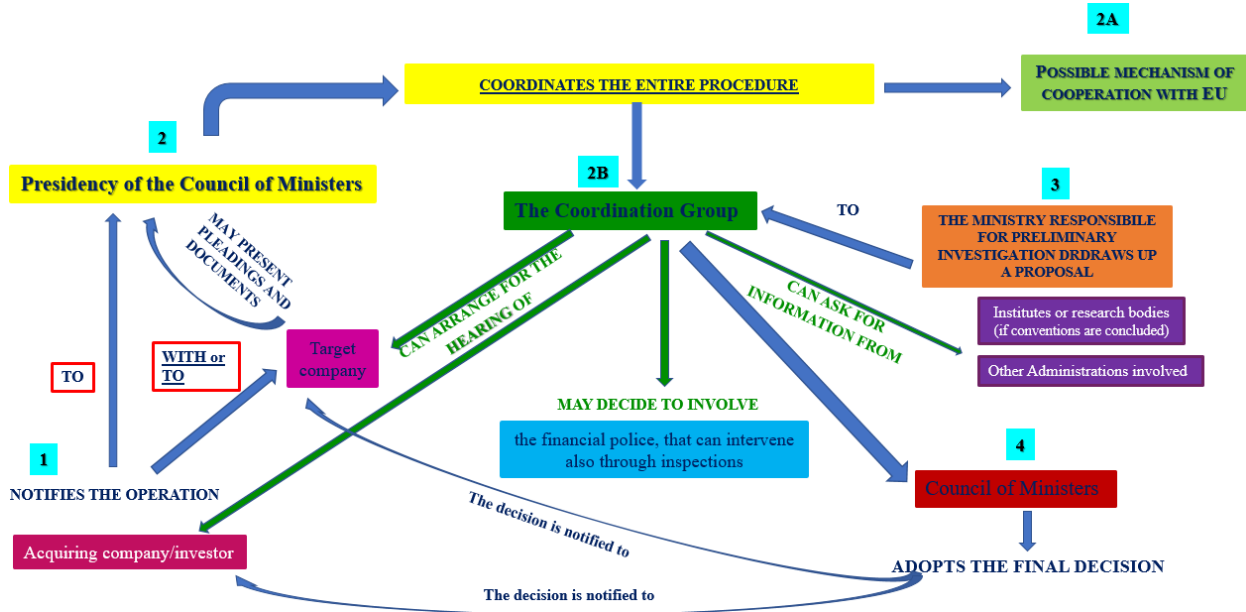 2A
POSSIBLE MECHANISM OF
COOPERATION WITH EU
COORDINATES THE ENTIRE PROCEDURE
2
Presidency of the Council of Ministers
2B
The Coordination Group
3
TO
THE MINISTRY RESPONSIBILE
FOR PRELIMINARY
INVESTIGATION DRDRAWS UP
A PROPOSAL
MAY PRESENT
PLEADINGS AND
DOCUMENTS
CAN ARRANGE FOR THE
HEARING OF
CAN ASK FOR
INFORMATION FROM
Institutes or research bodies
(if conventions are concluded)
Other Administrations involved
WITH or
TO
Target
company
TO
MAY DECIDE TO INVOLVE
the financial police, that can intervene
also through inspections
1
NOTIFIES THE OPERATION
4
Council of Ministers
The decision is notified to
Acquiring company/investor
ADOPTS THE FINAL DECISION
The decision is notified to